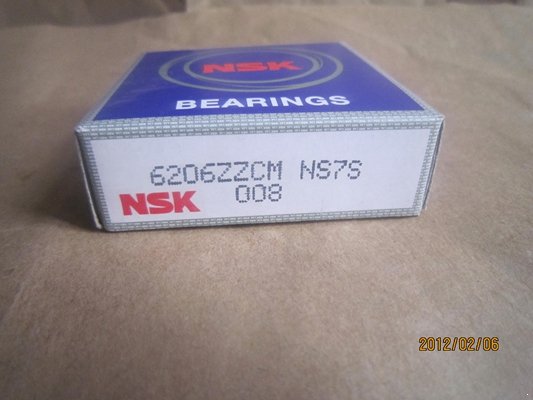 NSK
BEARINGS
6206ZZCM NS7S
NSK 008
2012/02/06